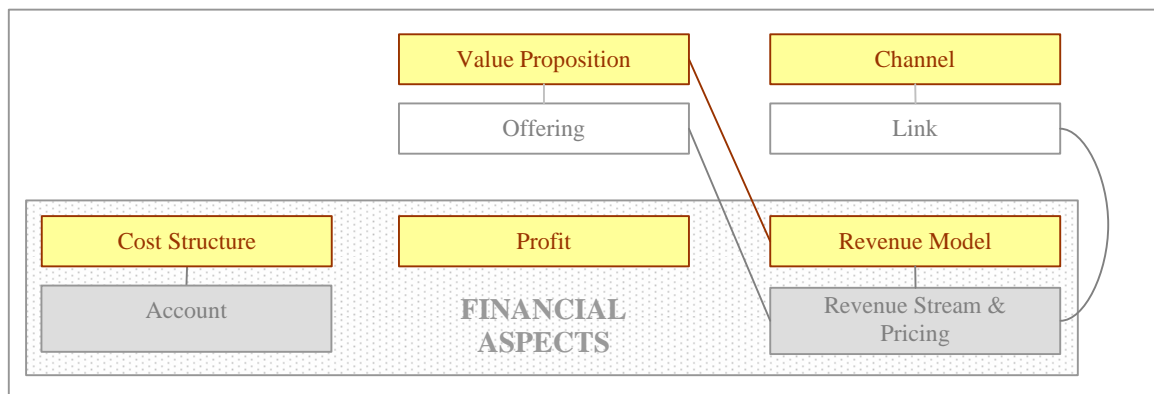 Value Proposition
Channel
Offering
Link
Cost Structure
Profit
Revenue Model
Account
FINANCIAL
ASPECTS
Revenue Stream &
Pricing